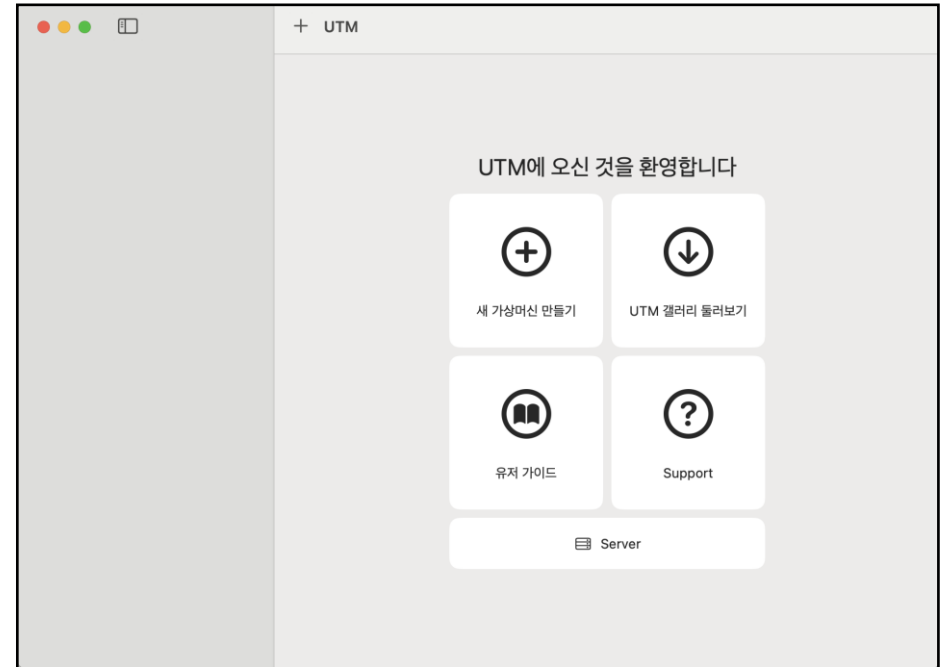 UTM
UTM에 오신 것을 환영합니다
새 가상머신 만들기
UTM 갤러리 둘러보기
유저 가이드
Support
Server